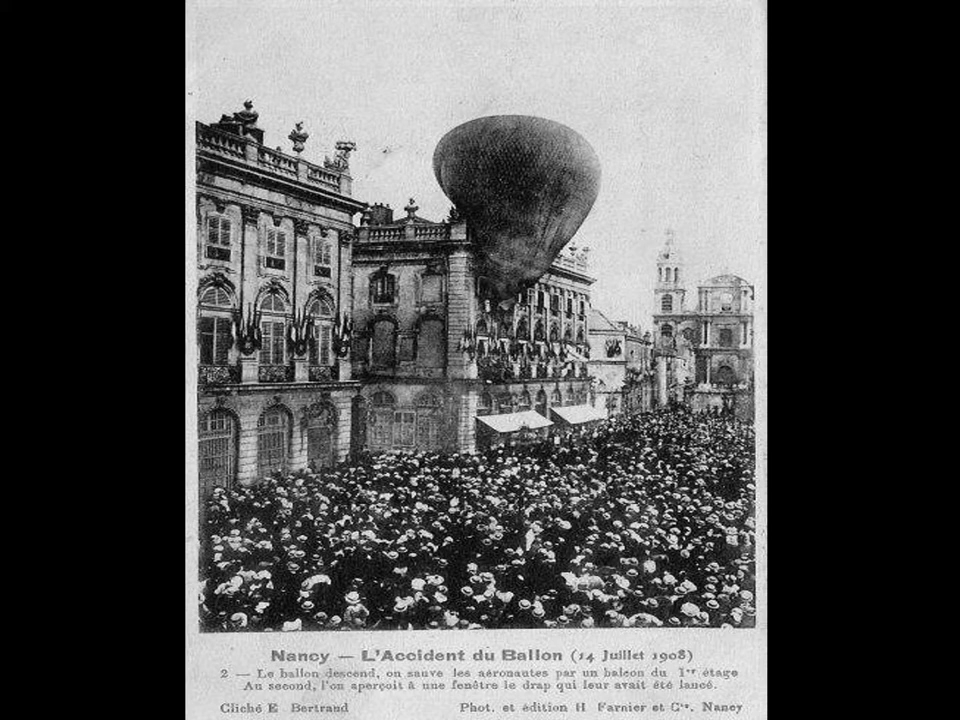 Nancy — L'Accident du Ballon (14 Juillet 1908)
2 — Le ballon descend, on sauve les aéronautes par un balcon du 1er étage
Au second, l'on aperçoit à une fenêtre le drap qui leur avait été lancé.
Cliché E Bertrand Phot. et édition H Farnier et Cie. Nancy